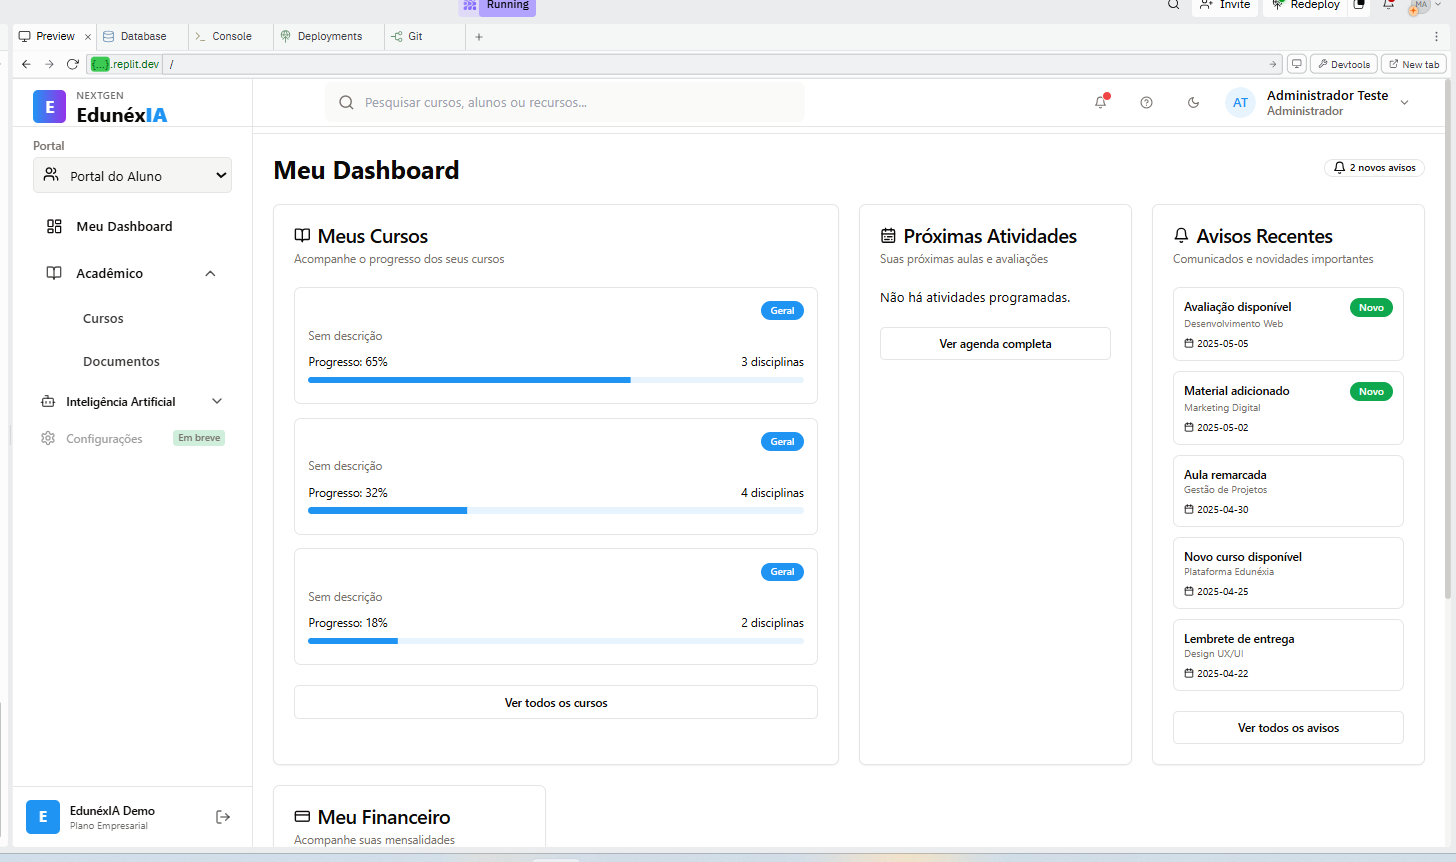 Running
Invite
Redeploy
MA
Preview
Database
Console
Deployments
Git
{...}.replit.dev
/
Devtools
New tab
E
NEXTGEN
EdunéxIA
Pesquisar cursos, alunos ou recursos...
AT
Administrador Teste
Administrador
Portal
Portal do Aluno
Meu Dashboard
Acadêmico
Cursos
Documentos
Inteligência Artificial
Configurações
Em breve
E
EdunéxIA Demo
Plano Empresarial
Meu Dashboard
2 novos avisos
Meus Cursos
Acompanhe o progresso dos seus cursos
Geral
Sem descrição
Progresso: 65%
3 disciplinas
Geral
Sem descrição
Progresso: 32%
4 disciplinas
Geral
Sem descrição
Progresso: 18%
2 disciplinas
Ver todos os cursos
Próximas Atividades
Suas próximas aulas e avaliações
Não há atividades programadas.
Ver agenda completa
Avisos Recentes
Comunicados e novidades importantes
Avaliação disponível
Novo
Desenvolvimento Web
2025-05-05
Material adicionado
Novo
Marketing Digital
2025-05-02
Aula remarcada
Gestão de Projetos
2025-04-30
Novo curso disponível
Plataforma Edunéxia
2025-04-25
Lembrete de entrega
Design UX/UI
2025-04-22
Ver todos os avisos
Meu Financeiro
Acompanhe suas mensalidades